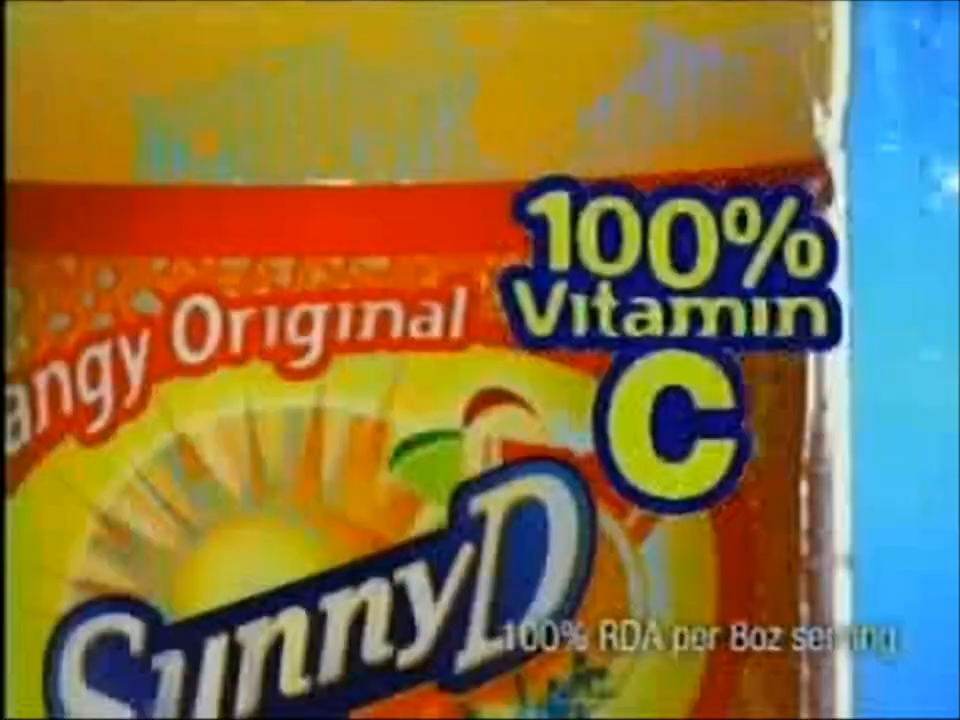 100%
Vitamin
C
angy Original
SunnyD
100% RDA per 8oz serving